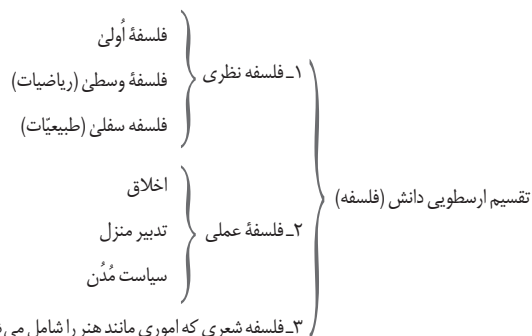 تقسیم ارسطویی دانش (فلسفه)
۱ـ فلسفه نظری
فلسفهٔ اُولیٰ
فلسفهٔ وسطیٰ (ریاضیات)
فلسفه سفلیٰ (طبیعیّات)
۲ـ فلسفهٔ عملی
اخلاق
تدبیر منزل
سیاست مُدُن
۳ـ فلسفه شعری که اموری مانند هنر را شامل می